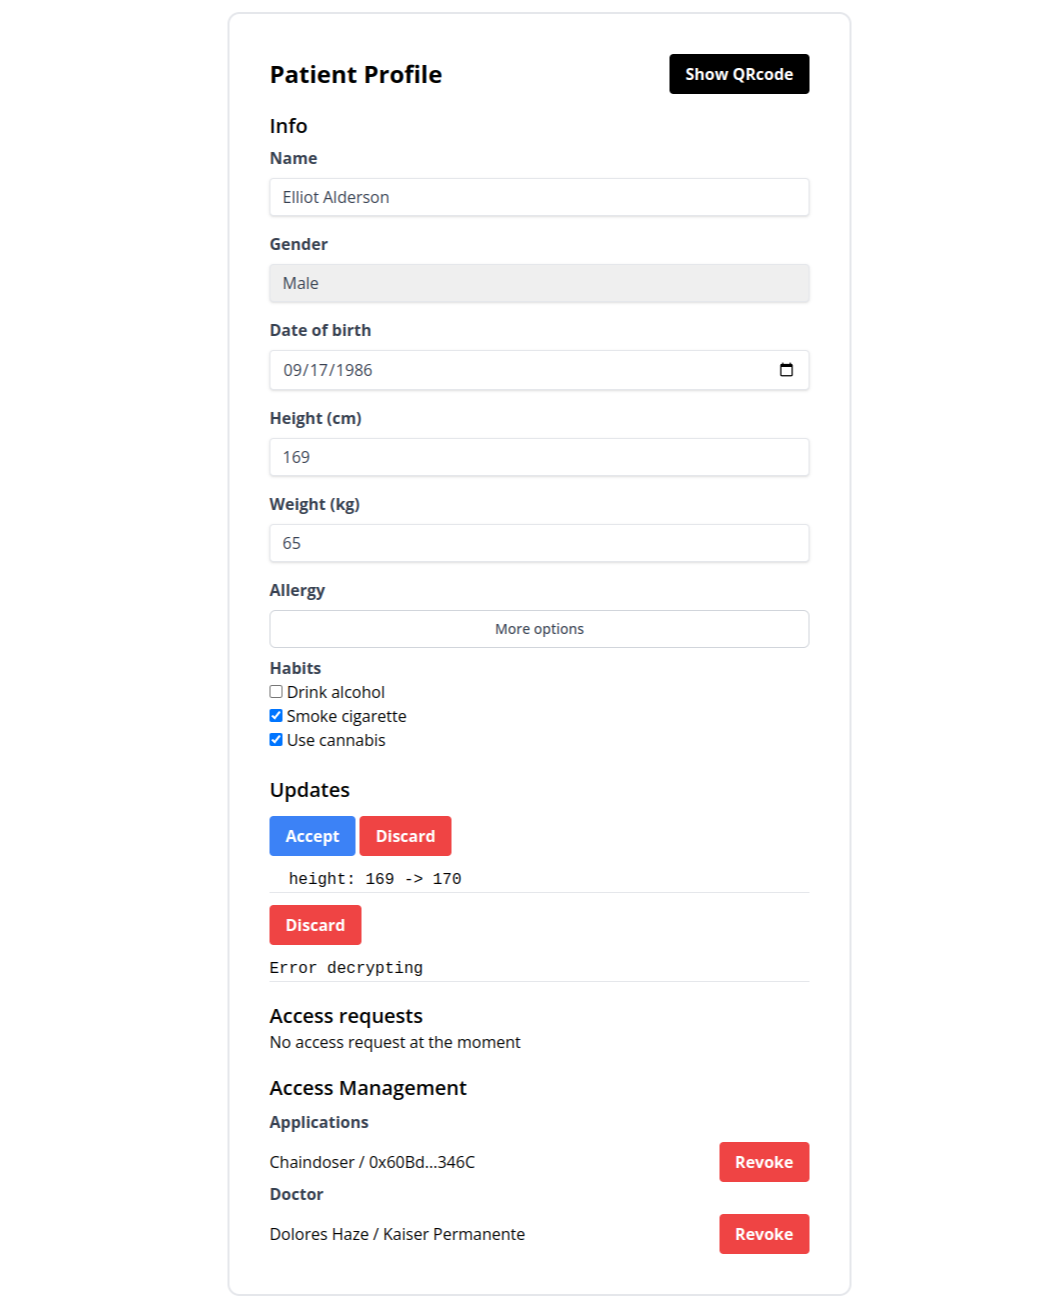 Patient Profile
Show QRcode
Info
Name
Elliot Alderson
Gender
Male
Date of birth
09/17/1986
Height (cm)
169
Weight (kg)
65
Allergy
More options
Habits
Drink alcohol
Smoke cigarette
Use cannabis
Updates
Accept Discard
height: 169 -> 170
Discard
Error decrypting
Access requests
No access request at the moment
Access Management
Applications
Chaindoser / 0x60Bd...346C Revoke
Doctor
Dolores Haze / Kaiser Permanente Revoke